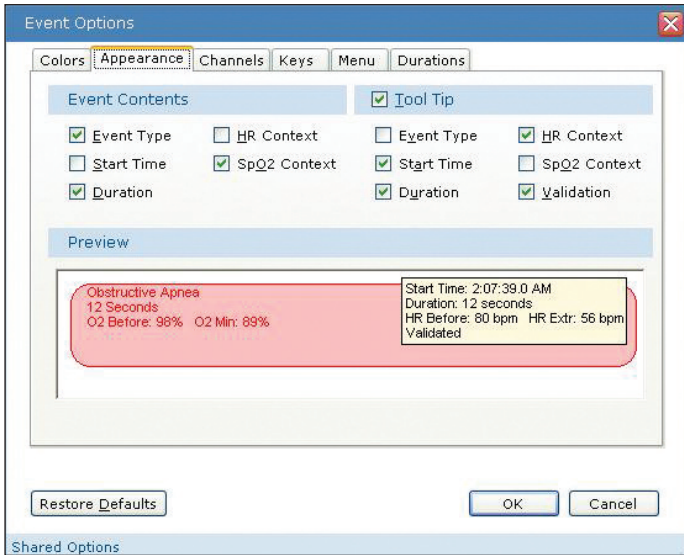 Event Options
Colors Appearance Channels Keys Menu Durations
Event Contents
Tool Tip
Event Type HR Context
Event Type HR Context
Start Time SpO2 Context
Start Time SpO2 Context
Duration
Duration Validation
Preview
Obstructive Apnea
12 Seconds
O2 Before: 98% O2 Min: 89%
Start Time: 2:07:39.0 AM
Duration: 12 seconds
HR Before: 80 bpm HR Extr: 56 bpm
Validated
Restore Defaults OK Cancel
Shared Options